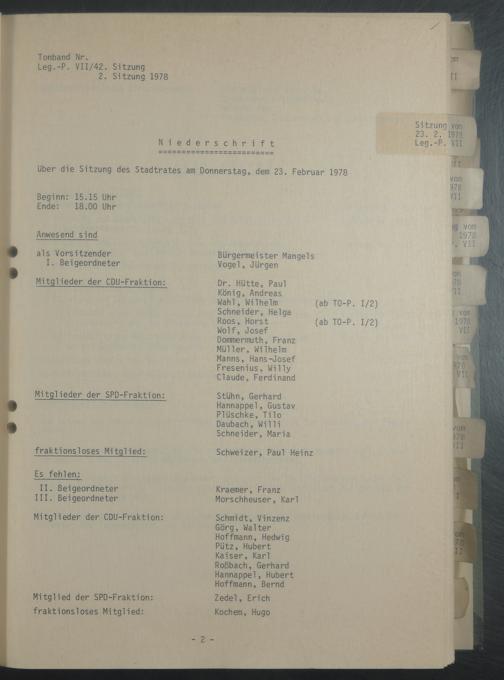 Tonband Nr.
Leg.-P. VII/42. Sitzung
2. Sitzung 1978
Sitzung vom
23. 2. 1978
Leg.-P. VII
N i e d e r s c h r i f t
über die Sitzung des Stadtrates am Donnerstag, dem 23. Februar 1978
Beginn: 15.15 Uhr
Ende: 18.00 Uhr
Anwesend sind
als Vorsitzender Bürgermeister Mangels
I. Beigeordneter Vogel, Jürgen
Mitglieder der CDU-Fraktion: Dr. Hütte, Paul
König, Andreas
Wahl, Wilhelm (ab TO-P. I/2)
Schneider, Helga
Roos, Horst (ab TO-P. I/2)
Wolf, Josef
Dommermuth, Franz
Müller, Wilhelm
Manns, Hans-Josef
Fresenius, Willy
Claude, Ferdinand
Mitglieder der SPD-Fraktion: Stühn, Gerhard
Hannappel, Gustav
Plüschke, Tilo
Daubach, Willi
Schneider, Maria
fraktionsloses Mitglied: Schweizer, Paul Heinz
Es fehlen:
II. Beigeordneter Kraemer, Franz
III. Beigeordneter Morschheuser, Karl
Mitglieder der CDU-Fraktion: Schmidt, Vinzenz
Görg, Walter
Hoffmann, Hedwig
Pütz, Hubert
Kaiser, Karl
Roßbach, Gerhard
Hannappel, Hubert
Hoffmann, Bernd
Mitglied der SPD-Fraktion: Zedel, Erich
fraktionsloses Mitglied: Kochem, Hugo
- 2 -